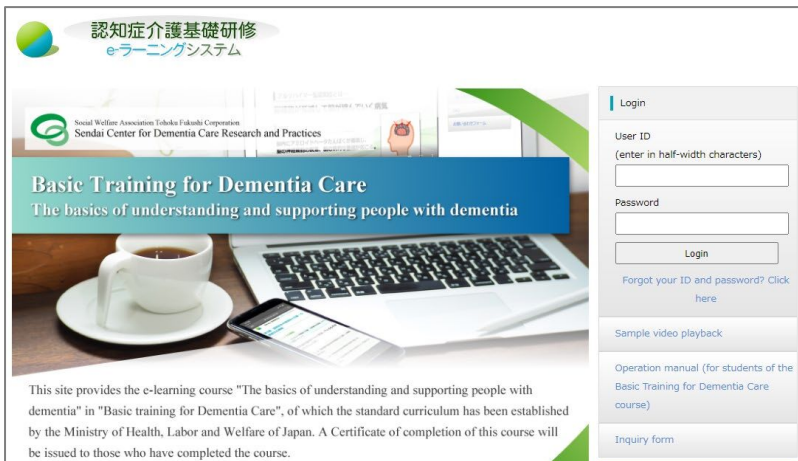 認知症介護基礎研修
e-ラーニングシステム
Social Welfare Association Tohoku Fukushi Corporation
Sendai Center for Dementia Care Research and Practices
Basic Training for Dementia Care
The basics of understanding and supporting people with dementia
This site provides the e-learning course "The basics of understanding and supporting people with
dementia" in "Basic training for Dementia Care", of which the standard curriculum has been established
by the Ministry of Health, Labor and Welfare of Japan. A Certificate of completion of this course will
be issued to those who have completed the course.
Login
User ID
(enter in half-width characters)
Password
Login
Forgot your ID and password? Click
here
Sample video playback
Operation manual (for students of the
Basic Training for Dementia Care
course)
Inquiry form